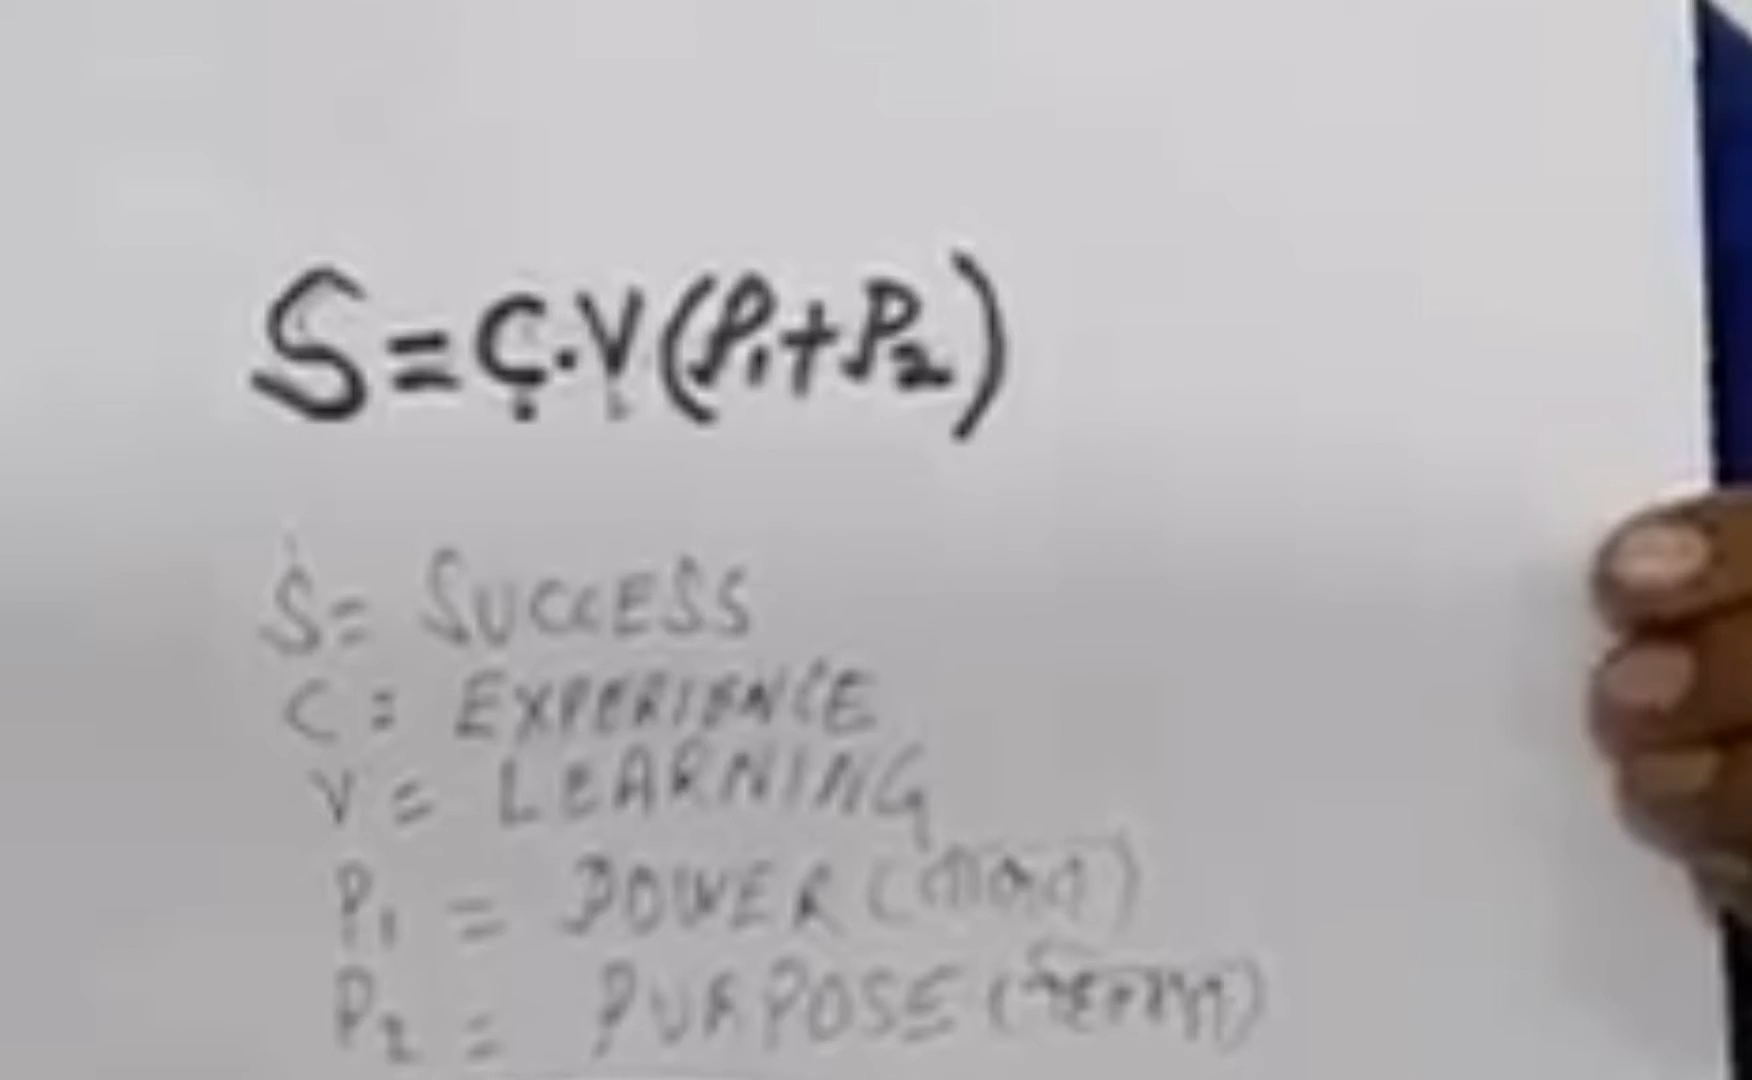 S=C.V(P₁+P₂)
S= SUCCESS
C= EXPERIENCE
V= LEARNING
P₁ = POWER
P₂ = PURPOSE